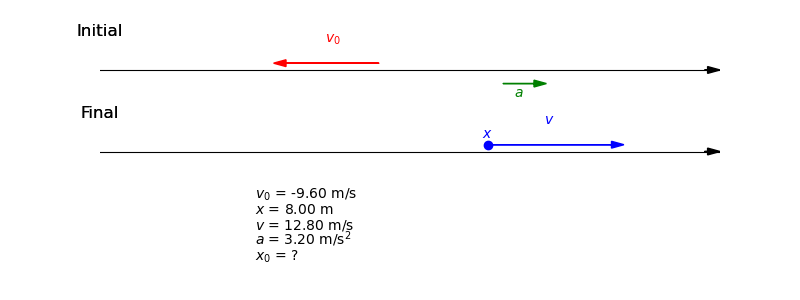 Initial
v₀
a
Final
v
x
v₀ = -9.60 m/s
x = 8.00 m
v = 12.80 m/s
a = 3.20 m/s²
x₀ = ?